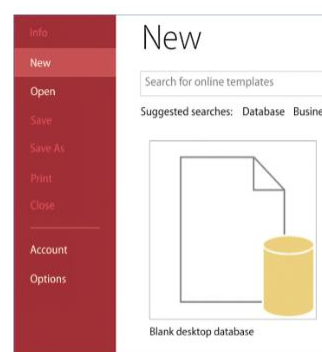 Info
New
Open
Save
Save As
Print
Close
Account
Options
New
Search for online templates
Suggested searches: Database Busine
Blank desktop database